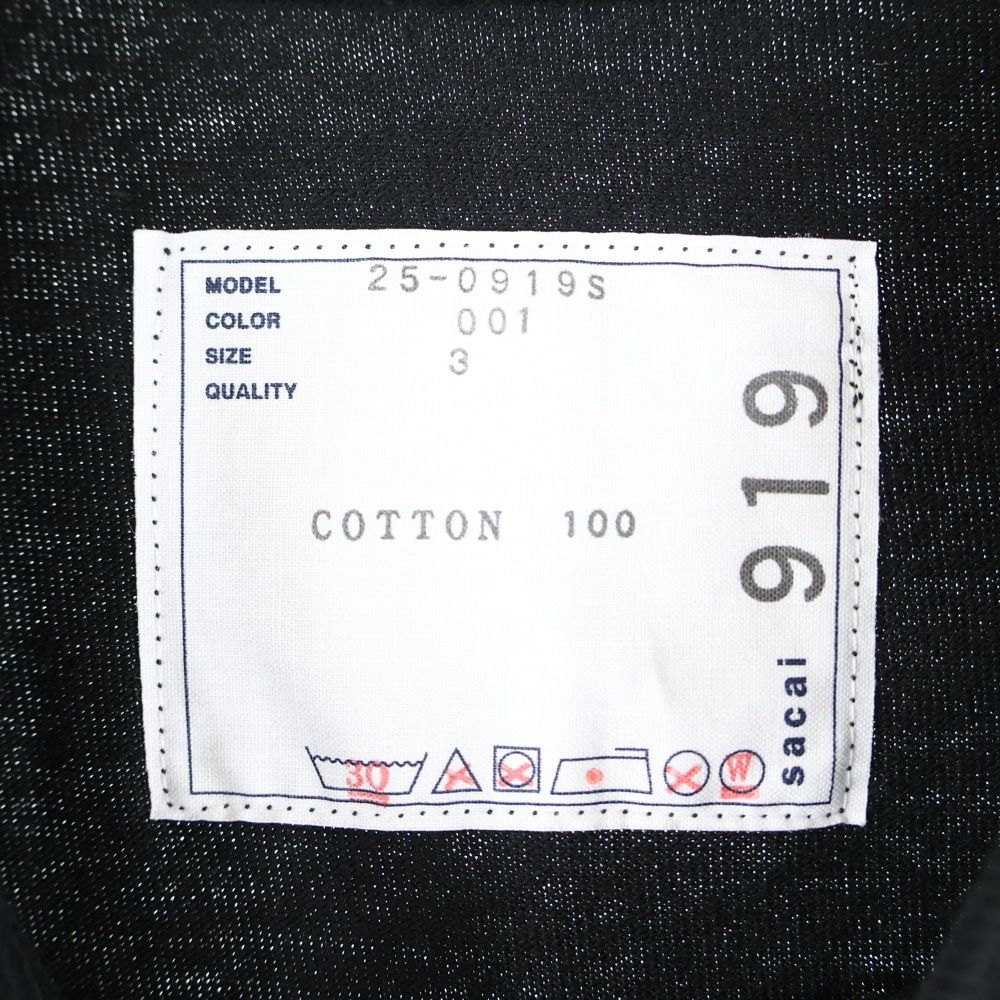 MODEL 25-0919S
COLOR 001
SIZE 3
QUALITY
COTTON 100
sacai 919
30 W